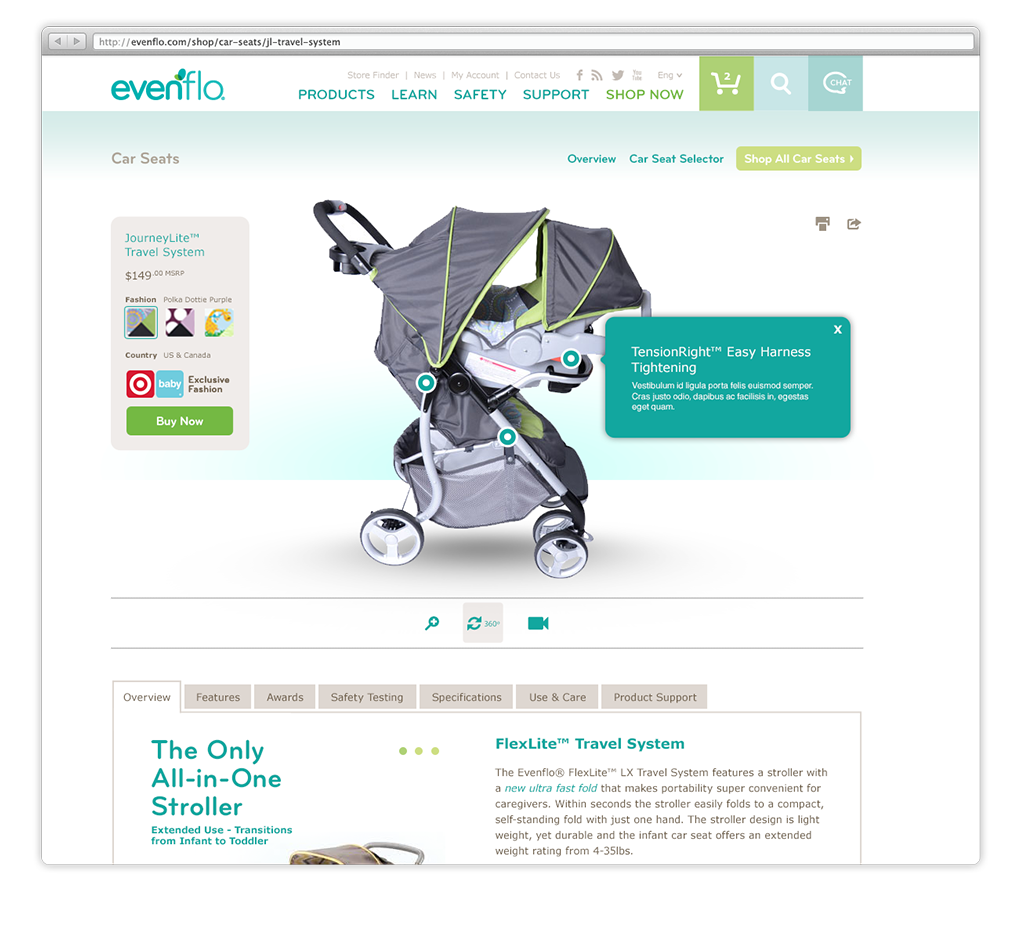 http://evenflo.com/shop/car-seats/jl-travel-system
evenflo®
Store Finder | News | My Account | Contact Us
You Tube
Eng
2
CHAT
PRODUCTS LEARN SAFETY SUPPORT SHOP NOW
Car Seats
Overview Car Seat Selector Shop All Car Seats
JourneyLite™
Travel System
$149.00 MSRP
Fashion Polka Dottie Purple
Country US & Canada
baby
Exclusive
Fashion
Buy Now
X
TensionRight™ Easy Harness
Tightening
Vestibulum id ligula porta felis euismod semper.
Cras justo odio, dapibus ac facilisis in, egestas
eget quam.
360°
Overview Features Awards Safety Testing Specifications Use & Care Product Support
The Only
All-in-One
Stroller
Extended Use - Transitions
from Infant to Toddler
FlexLite™ Travel System
The Evenflo® FlexLite™ LX Travel System features a stroller with
a new ultra fast fold that makes portability super convenient for
caregivers. Within seconds the stroller easily folds to a compact,
self-standing fold with just one hand. The stroller design is light
weight, yet durable and the infant car seat offers an extended
weight rating from 4-35lbs.